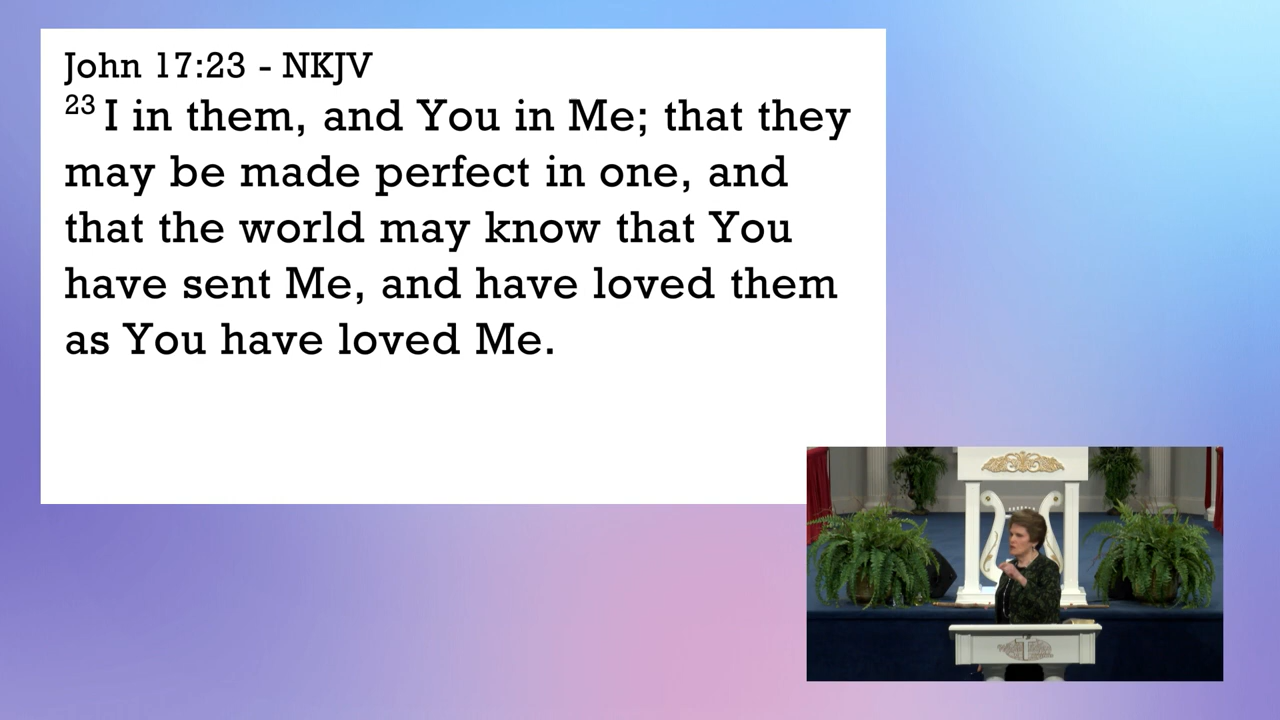 John 17:23 - NKJV
23 I in them, and You in Me; that they
may be made perfect in one, and
that the world may know that You
have sent Me, and have loved them
as You have loved Me.